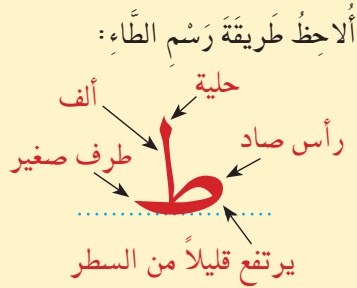 أُلاحِظُ طَريقَةَ رَسْمِ الطَّاءِ:
حلية
ألف
رأس صاد
طرف صغير
ط
يرتفع قليلاً من السطر